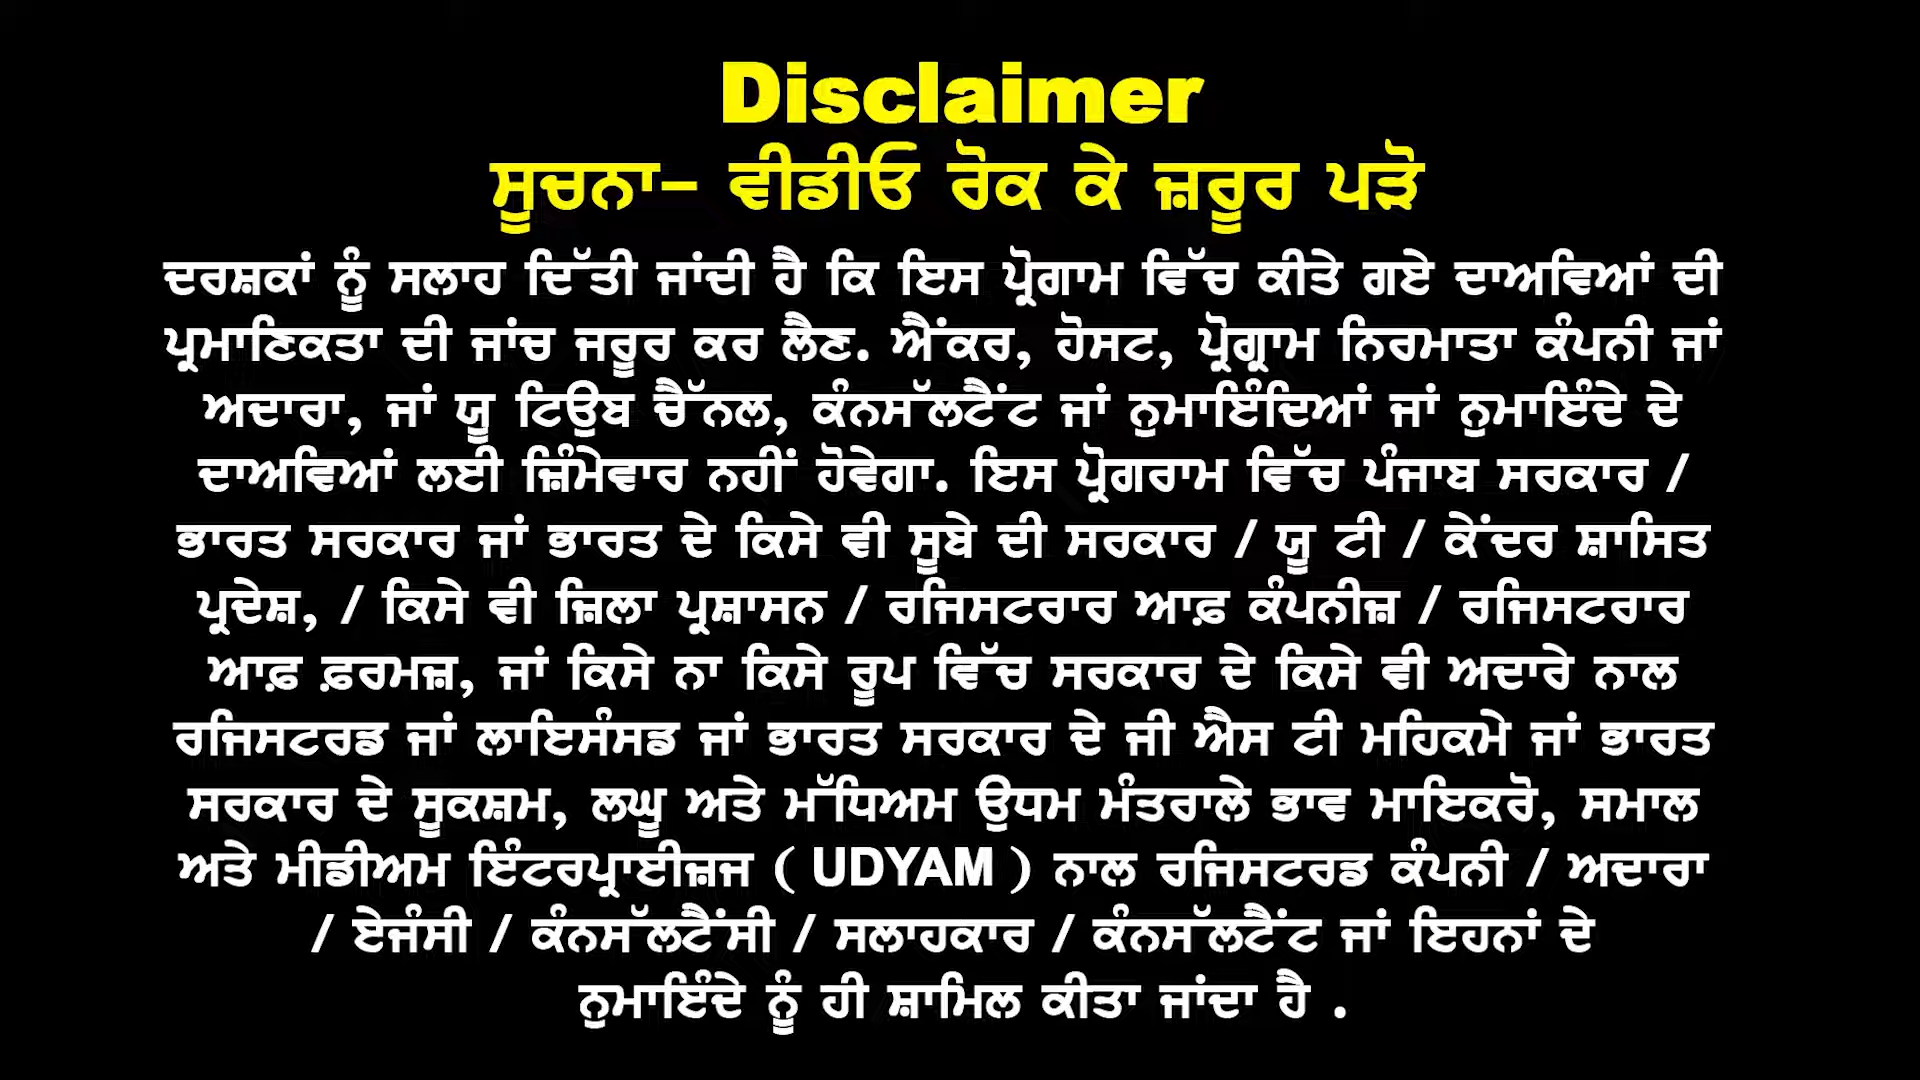 Disclaimer
ਸੂਚਨਾ- ਵੀਡੀਓ ਰੋਕ ਕੇ ਜ਼ਰੂਰ ਪੜੋ
ਦਰਸ਼ਕਾਂ ਨੂੰ ਸਲਾਹ ਦਿੱਤੀ ਜਾਂਦੀ ਹੈ ਕਿ ਇਸ ਪ੍ਰੋਗਾਮ ਵਿੱਚ ਕੀਤੇ ਗਏ ਦਾਅਵਿਆਂ ਦੀ
ਪ੍ਰਮਾਣਿਕਤਾ ਦੀ ਜਾਂਚ ਜਰੂਰ ਕਰ ਲੈਣ. ਐਂਕਰ, ਹੋਸਟ, ਪ੍ਰੋਗ੍ਰਾਮ ਨਿਰਮਾਤਾ ਕੰਪਨੀ ਜਾਂ
ਅਦਾਰਾ, ਜਾਂ ਯੂ ਟਿਉਬ ਚੈੱਨਲ, ਕੰਨਸੱਲਟੈਂਟ ਜਾਂ ਨੁਮਾਇੰਦਿਆਂ ਜਾਂ ਨੁਮਾਇੰਦੇ ਦੇ
ਦਾਅਵਿਆਂ ਲਈ ਜ਼ਿੰਮੇਵਾਰ ਨਹੀਂ ਹੋਵੇਗਾ. ਇਸ ਪ੍ਰੋਗਰਾਮ ਵਿੱਚ ਪੰਜਾਬ ਸਰਕਾਰ /
ਭਾਰਤ ਸਰਕਾਰ ਜਾਂ ਭਾਰਤ ਦੇ ਕਿਸੇ ਵੀ ਸੂਬੇ ਦੀ ਸਰਕਾਰ / ਯੂ ਟੀ / ਕੇਂਦਰ ਸ਼ਾਸਿਤ
ਪ੍ਰਦੇਸ਼, / ਕਿਸੇ ਵੀ ਜ਼ਿਲਾ ਪ੍ਰਸ਼ਾਸਨ / ਰਜਿਸਟਰਾਰ ਆਫ਼ ਕੰਪਨੀਜ਼ / ਰਜਿਸਟਰਾਰ
ਆਫ਼ ਫ਼ਰਮਜ਼, ਜਾਂ ਕਿਸੇ ਨਾ ਕਿਸੇ ਰੂਪ ਵਿੱਚ ਸਰਕਾਰ ਦੇ ਕਿਸੇ ਵੀ ਅਦਾਰੇ ਨਾਲ
ਰਜਿਸਟਰਡ ਜਾਂ ਲਾਇਸੰਸਡ ਜਾਂ ਭਾਰਤ ਸਰਕਾਰ ਦੇ ਜੀ ਐਸ ਟੀ ਮਹਿਕਮੇ ਜਾਂ ਭਾਰਤ
ਸਰਕਾਰ ਦੇ ਸੂਕਸ਼ਮ, ਲਘੂ ਅਤੇ ਮੱਧਿਅਮ ਉਧਮ ਮੰਤਰਾਲੇ ਭਾਵ ਮਾਇਕਰੋ, ਸਮਾਲ
ਅਤੇ ਮੀਡੀਅਮ ਇੰਟਰਪ੍ਰਾਈਜ਼ਜ ( UDYAM ) ਨਾਲ ਰਜਿਸਟਰਡ ਕੰਪਨੀ / ਅਦਾਰਾ
/ ਏਜੰਸੀ / ਕੰਨਸੱਲਟੈਂਸੀ / ਸਲਾਹਕਾਰ / ਕੰਨਸੱਲਟੈਂਟ ਜਾਂ ਇਹਨਾਂ ਦੇ
ਨੁਮਾਇੰਦੇ ਨੂੰ ਹੀ ਸ਼ਾਮਿਲ ਕੀਤਾ ਜਾਂਦਾ ਹੈ .